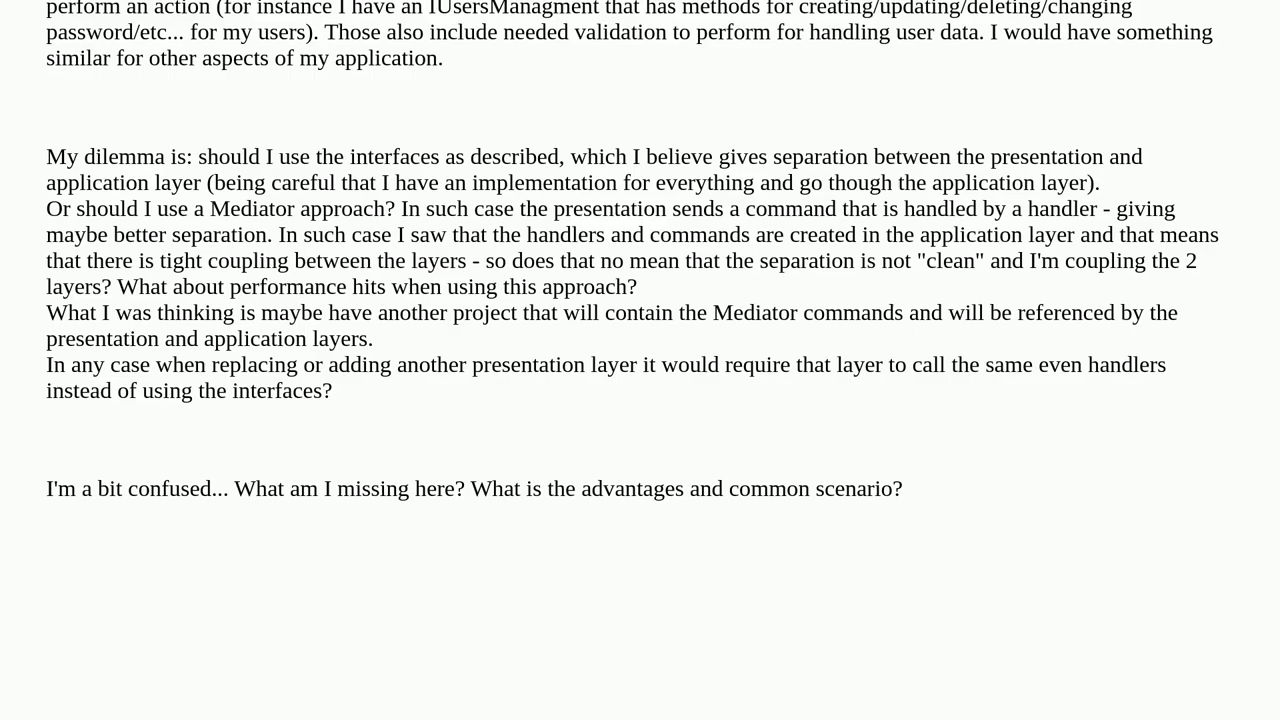 perform an action (for instance I have an IUsersManagment that has methods for creating/updating/deleting/changing
password/etc... for my users). Those also include needed validation to perform for handling user data. I would have something
similar for other aspects of my application.
My dilemma is: should I use the interfaces as described, which I believe gives separation between the presentation and
application layer (being careful that I have an implementation for everything and go though the application layer).
Or should I use a Mediator approach? In such case the presentation sends a command that is handled by a handler - giving
maybe better separation. In such case I saw that the handlers and commands are created in the application layer and that means
that there is tight coupling between the layers - so does that no mean that the separation is not "clean" and I'm coupling the 2
layers? What about performance hits when using this approach?
What I was thinking is maybe have another project that will contain the Mediator commands and will be referenced by the
presentation and application layers.
In any case when replacing or adding another presentation layer it would require that layer to call the same even handlers
instead of using the interfaces?
I'm a bit confused... What am I missing here? What is the advantages and common scenario?